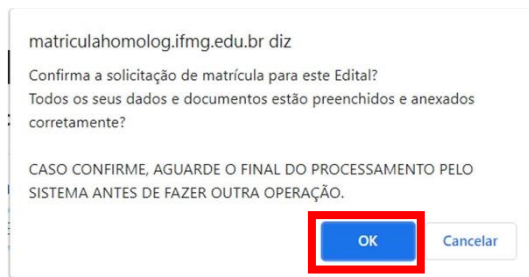 matriculahomolog.ifmg.edu.br diz
Confirma a solicitação de matrícula para este Edital?
Todos os seus dados e documentos estão preenchidos e anexados
corretamente?
CASO CONFIRME, AGUARDE O FINAL DO PROCESSAMENTO PELO
SISTEMA ANTES DE FAZER OUTRA OPERAÇÃO.
OK
Cancelar